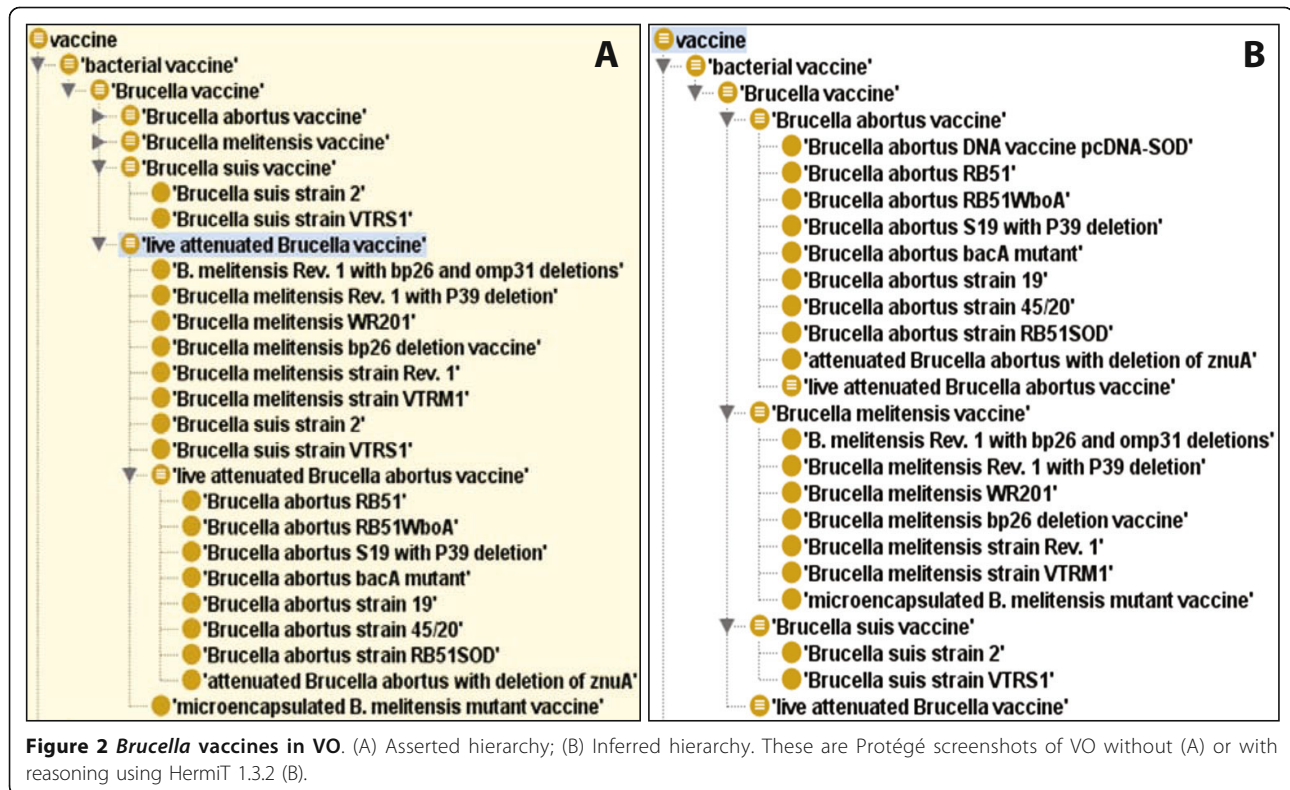 A
vaccine
'bacterial vaccine'
'Brucella vaccine'
'Brucella abortus vaccine'
'Brucella melitensis vaccine'
'Brucella suis vaccine'
'Brucella suis strain 2'
'Brucella suis strain VTRS1'
'live attenuated Brucella vaccine'
'B. melitensis Rev. 1 with bp26 and omp31 deletions'
'Brucella melitensis Rev. 1 with P39 deletion'
'Brucella melitensis WR201'
'Brucella melitensis bp26 deletion vaccine'
'Brucella melitensis strain Rev. 1'
'Brucella melitensis strain VTRM1'
'Brucella suis strain 2'
'Brucella suis strain VTRS1'
'live attenuated Brucella abortus vaccine'
'Brucella abortus RB51'
'Brucella abortus RB51WboA'
'Brucella abortus S19 with P39 deletion'
'Brucella abortus bacA mutant'
'Brucella abortus strain 19'
'Brucella abortus strain 45/20'
'Brucella abortus strain RB51SOD'
'attenuated Brucella abortus with deletion of znuA'
'microencapsulated B. melitensis mutant vaccine'
B
vaccine
'bacterial vaccine'
'Brucella vaccine'
'Brucella abortus vaccine'
'Brucella abortus DNA vaccine pcDNA-SOD'
'Brucella abortus RB51'
'Brucella abortus RB51WboA'
'Brucella abortus S19 with P39 deletion'
'Brucella abortus bacA mutant'
'Brucella abortus strain 19'
'Brucella abortus strain 45/20'
'Brucella abortus strain RB51SOD'
'attenuated Brucella abortus with deletion of znuA'
'live attenuated Brucella abortus vaccine'
'Brucella melitensis vaccine'
'B. melitensis Rev. 1 with bp26 and omp31 deletions'
'Brucella melitensis Rev. 1 with P39 deletion'
'Brucella melitensis WR201'
'Brucella melitensis bp26 deletion vaccine'
'Brucella melitensis strain Rev. 1'
'Brucella melitensis strain VTRM1'
'microencapsulated B. melitensis mutant vaccine'
'Brucella suis vaccine'
'Brucella suis strain 2'
'Brucella suis strain VTRS1'
'live attenuated Brucella vaccine'
Figure 2 Brucella vaccines in VO. (A) Asserted hierarchy; (B) Inferred hierarchy. These are Protégé screenshots of VO without (A) or with
reasoning using HermiT 1.3.2 (B).